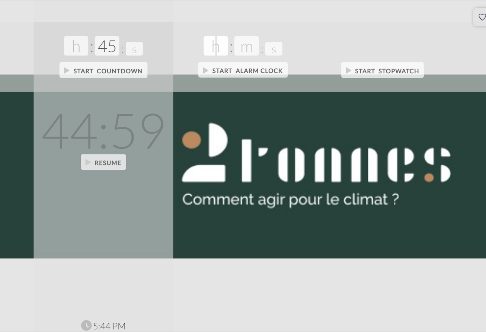 h : 45 : s
h : m : s
START COUNTDOWN
START ALARM CLOCK
START STOPWATCH
44:59
RESUME
2tonnes
Comment agir pour le climat ?
5:44 PM